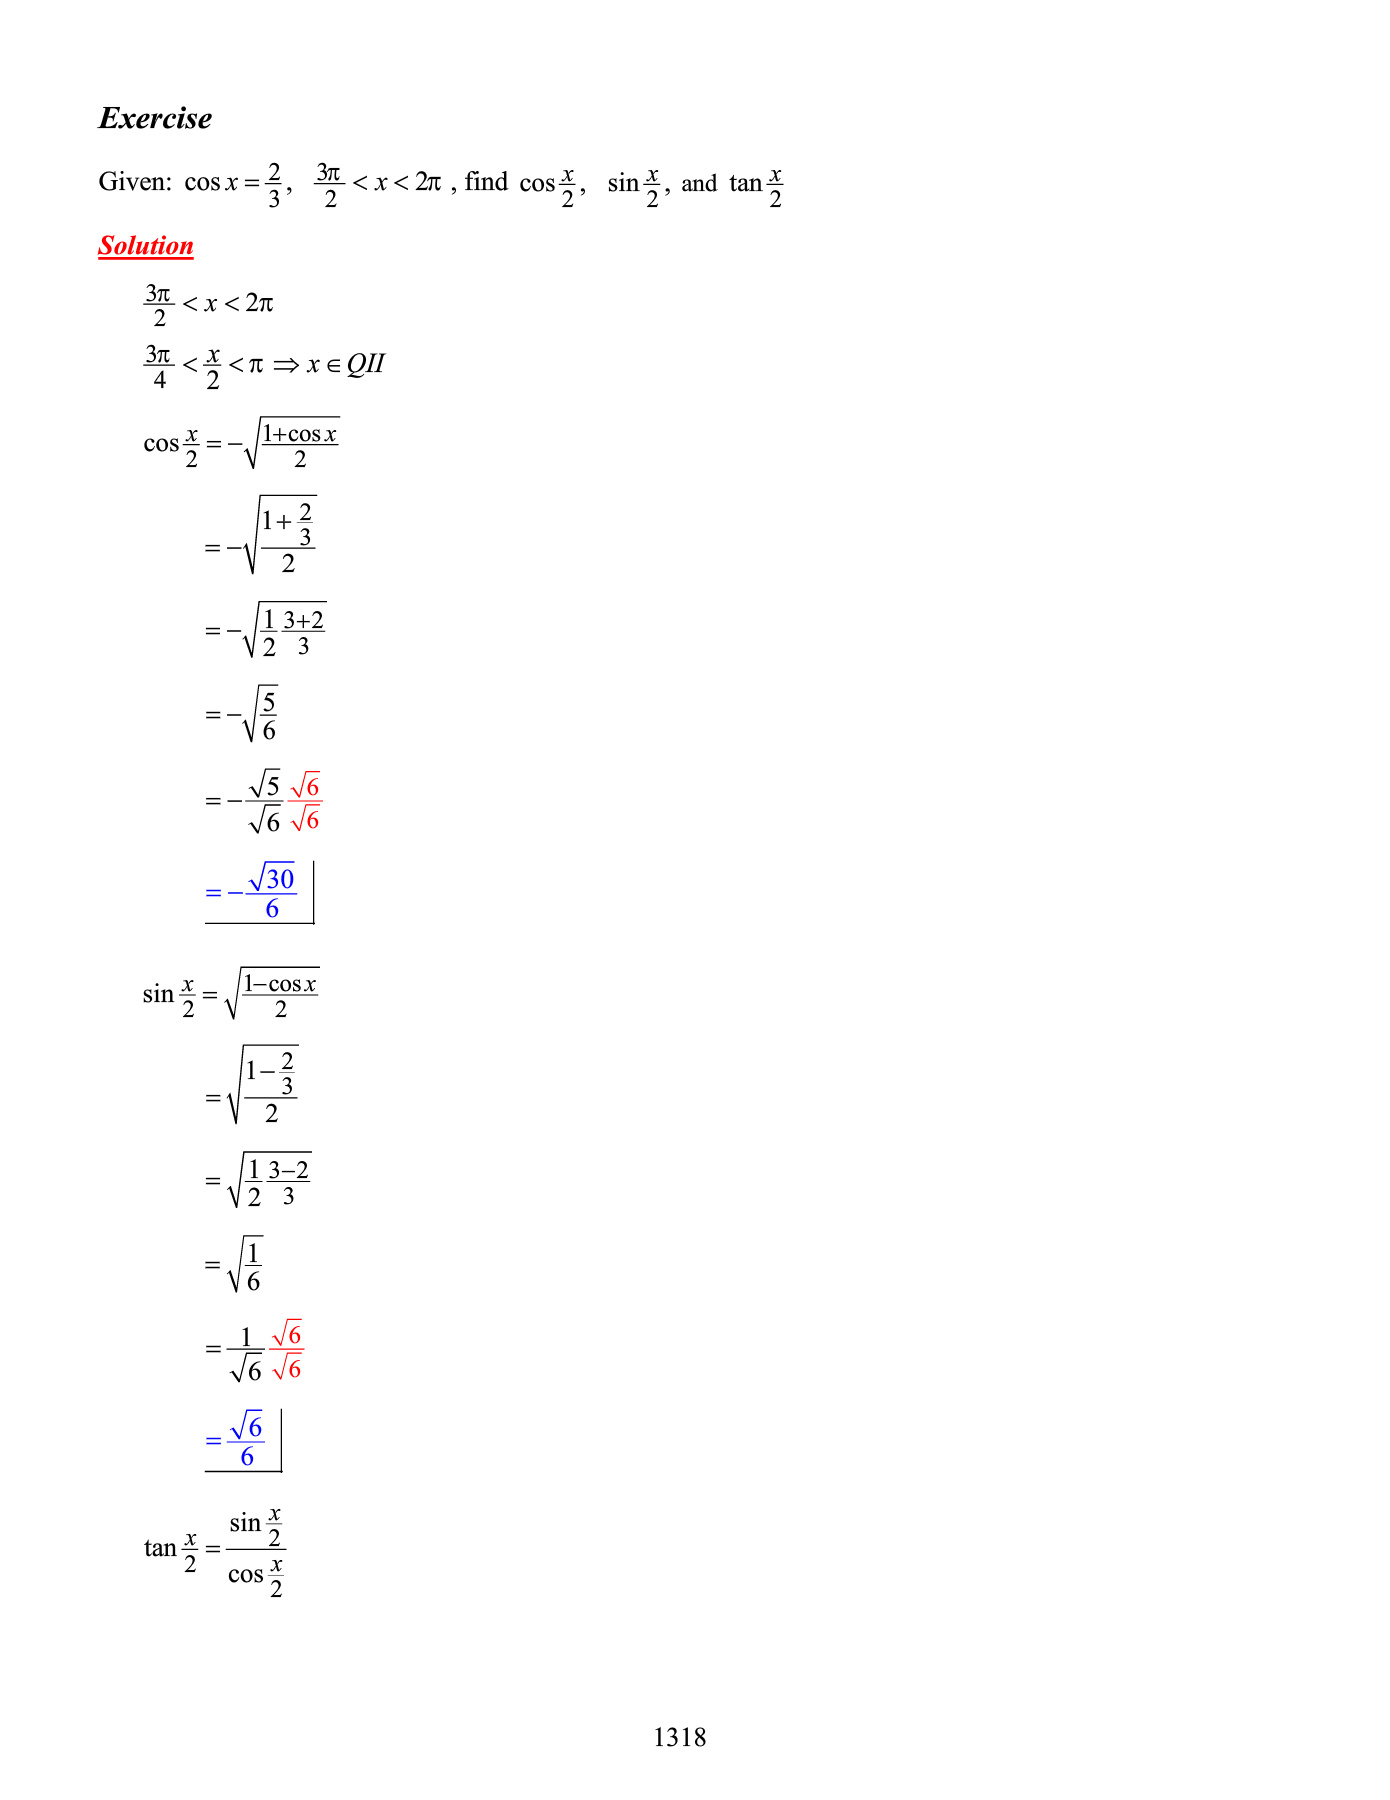 Exercise
Given: cos x = 2/3, 3π/2 < x < 2π , find cos x/2, sin x/2, and tan x/2
Solution
3π/2 < x < 2π
3π/4 < x/2 < π ⇒ x ∈ QII
cos x/2 = −√((1+cos x)/2)
= −√((1 + 2/3)/2)
= −√(1/2 (3+2)/3)
= −√(5/6)
= −√5/√6 √6/√6
= −√30/6
sin x/2 = √((1−cos x)/2)
= √((1 − 2/3)/2)
= √(1/2 (3−2)/3)
= √(1/6)
= 1/√6 √6/√6
= √6/6
tan x/2 = (sin x/2)/(cos x/2)
1318